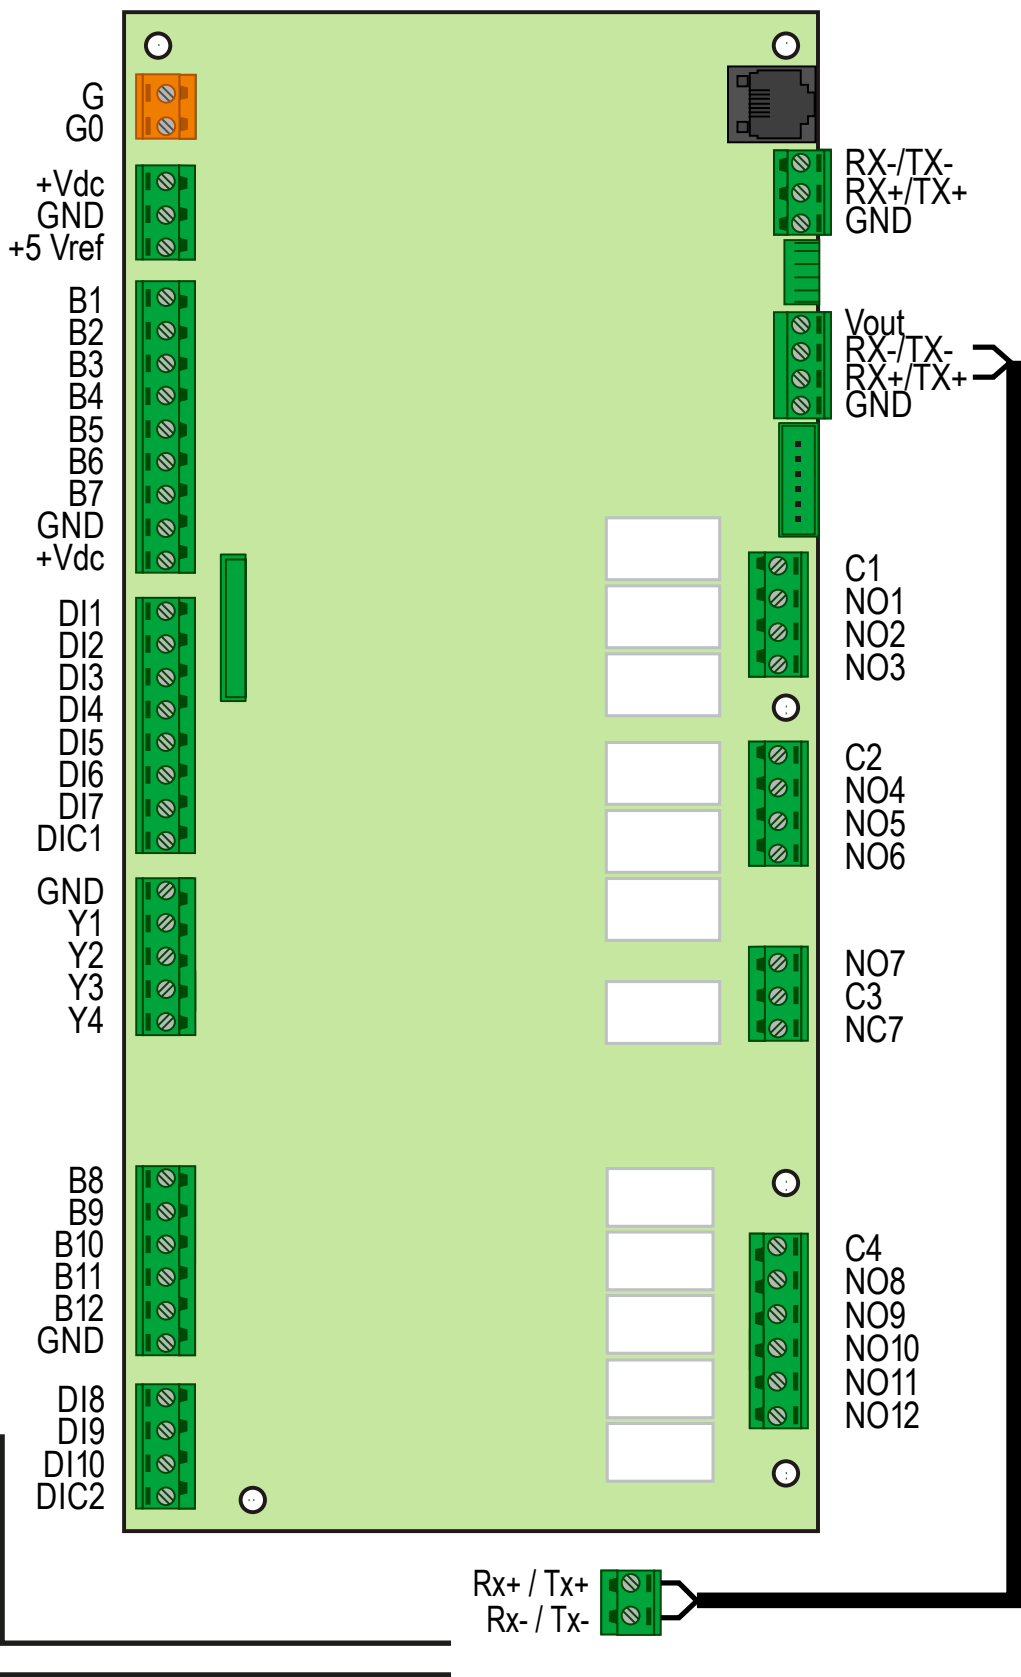 G
G0
+Vdc
GND
+5 Vref
B1
B2
B3
B4
B5
B6
B7
GND
+Vdc
DI1
DI2
DI3
DI4
DI5
DI6
DI7
DIC1
GND
Y1
Y2
Y3
Y4
B8
B9
B10
B11
B12
GND
DI8
DI9
DI10
DIC2
RX-/TX-
RX+/TX+
GND
Vout
RX-/TX-
RX+/TX+
GND
C1
NO1
NO2
NO3
C2
NO4
NO5
NO6
NO7
C3
NC7
C4
NO8
NO9
NO10
NO11
NO12
Rx+ / Tx+
Rx- / Tx-